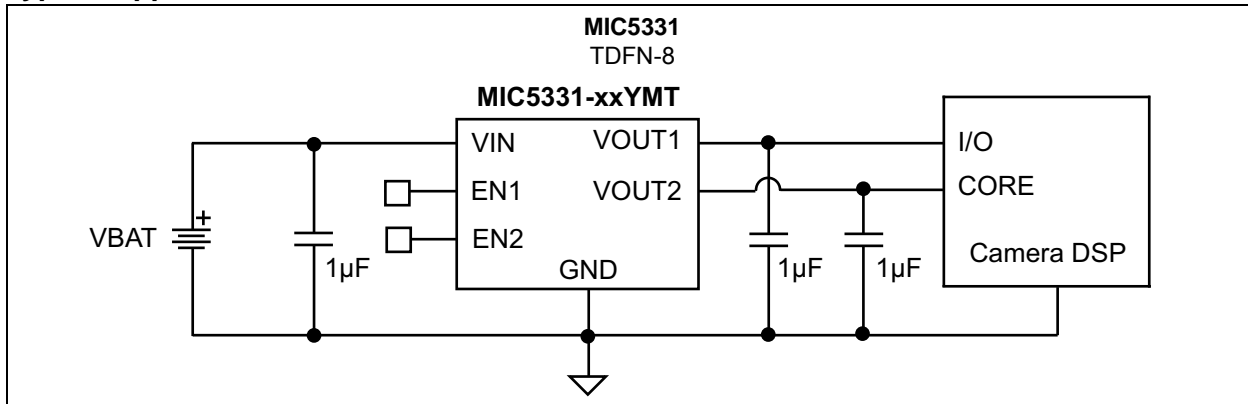 MIC5331
TDFN-8
MIC5331-xxYMT
VIN
VOUT1
EN1
VOUT2
EN2
GND
VBAT
+
1µF
1µF
1µF
I/O
CORE
Camera DSP